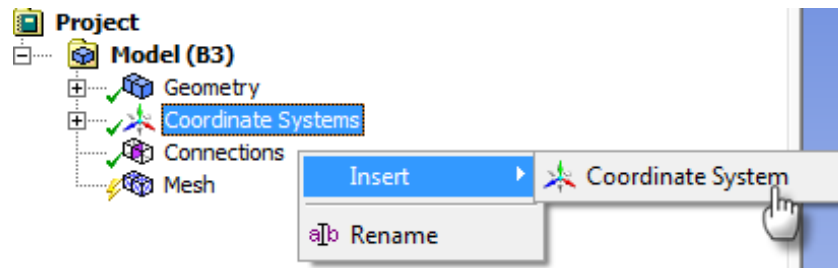 Project
Model (B3)
Geometry
Coordinate Systems
Connections
Mesh
Insert
Coordinate System
a]b Rename